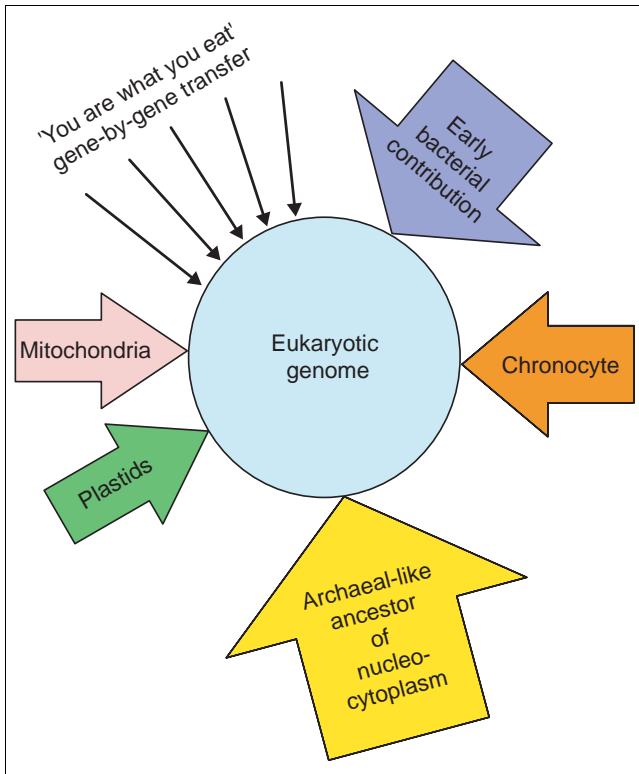 'You are what you eat'
gene-by-gene transfer
Early
bacterial
contribution
Mitochondria
Eukaryotic
genome
Chronocyte
Plastids
Archaeal-like
ancestor
of
nucleo-
cytoplasm